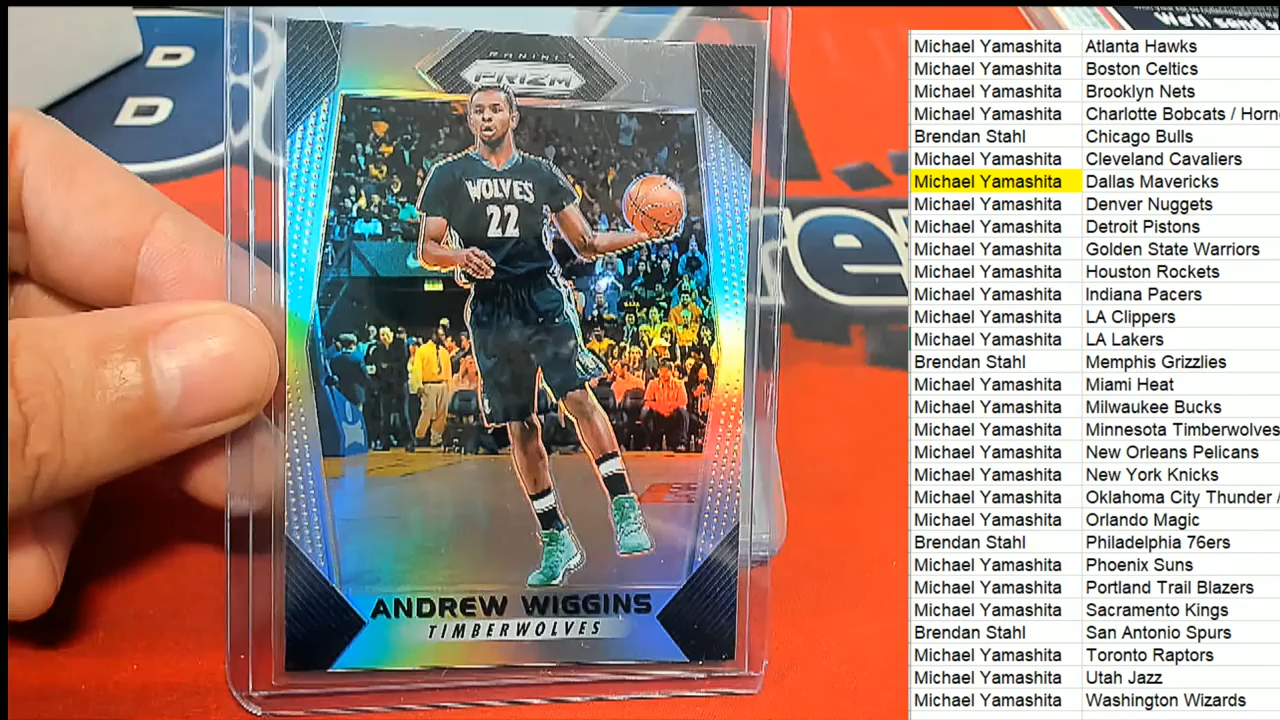 D
D
We'll send
PANINI
PRIZM
WOLVES
22
e
ANDREW WIGGINS
TIMBERWOLVES
Michael Yamashita Atlanta Hawks
Michael Yamashita Boston Celtics
Michael Yamashita Brooklyn Nets
Michael Yamashita Charlotte Bobcats / Horn
Brendan Stahl Chicago Bulls
Michael Yamashita Cleveland Cavaliers
Michael Yamashita Dallas Mavericks
Michael Yamashita Denver Nuggets
Michael Yamashita Detroit Pistons
Michael Yamashita Golden State Warriors
Michael Yamashita Houston Rockets
Michael Yamashita Indiana Pacers
Michael Yamashita LA Clippers
Michael Yamashita LA Lakers
Brendan Stahl Memphis Grizzlies
Michael Yamashita Miami Heat
Michael Yamashita Milwaukee Bucks
Michael Yamashita Minnesota Timberwolves
Michael Yamashita New Orleans Pelicans
Michael Yamashita New York Knicks
Michael Yamashita Oklahoma City Thunder /
Michael Yamashita Orlando Magic
Brendan Stahl Philadelphia 76ers
Michael Yamashita Phoenix Suns
Michael Yamashita Portland Trail Blazers
Michael Yamashita Sacramento Kings
Brendan Stahl San Antonio Spurs
Michael Yamashita Toronto Raptors
Michael Yamashita Utah Jazz
Michael Yamashita Washington Wizards